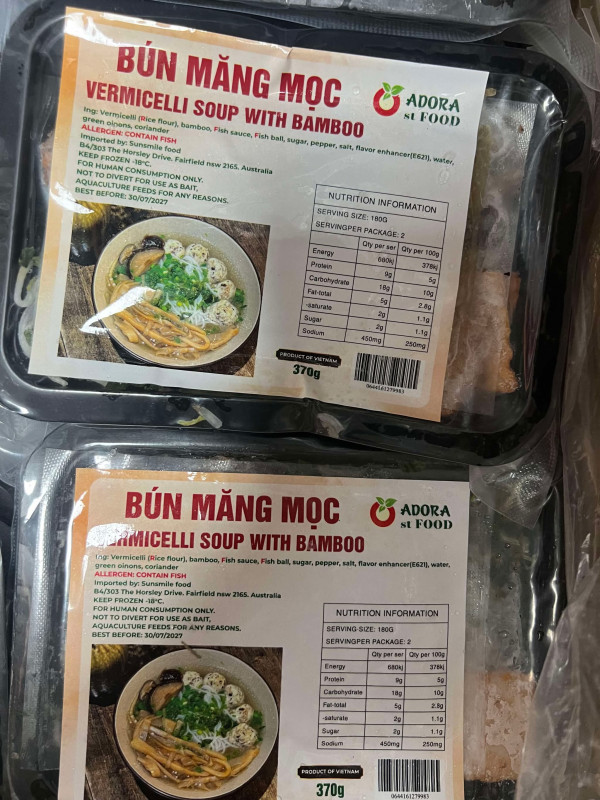 BÚN MĂNG MỌC
VERMICELLI SOUP WITH BAMBOO
ADORA
st FOOD
Ing: Vermicelli (Rice flour), bamboo, Fish sauce, Fish ball, sugar, pepper, salt, flavor enhancer(E621), water,
green oinons, coriander
ALLERGEN: CONTAIN FISH
Imported by: Sunsmile food
B4/303 The Horsley Drive. Fairfield nsw 2165. Australia
KEEP FROZEN -18°C.
FOR HUMAN CONSUMPTION ONLY.
NOT TO DIVERT FOR USE AS BAIT,
AQUACULTURE FEEDS FOR ANY REASONS.
BEST BEFORE: 30/07/2027
NUTRITION INFORMATION
SERVING SIZE: 180G
SERVINGPER PACKAGE: 2
Qty per ser Qty per 100g
Energy 680kj 378kj
Protein 9g 5g
Carbohydrate 18g 10g
Fat-total 5g 2.8g
-saturate 2g 1.1g
Sugar 2g 1.1g
Sodium 450mg 250mg
PRODUCT OF VIETNAM
370g
0644161279983
BÚN MĂNG MỌC
VERMICELLI SOUP WITH BAMBOO
ADORA
st FOOD
Ing: Vermicelli (Rice flour), bamboo, Fish sauce, Fish ball, sugar, pepper, salt, flavor enhancer(E621), water,
green oinons, coriander
ALLERGEN: CONTAIN FISH
Imported by: Sunsmile food
B4/303 The Horsley Drive. Fairfield nsw 2165. Australia
KEEP FROZEN -18°C.
FOR HUMAN CONSUMPTION ONLY.
NOT TO DIVERT FOR USE AS BAIT,
AQUACULTURE FEEDS FOR ANY REASONS.
BEST BEFORE: 30/07/2027
NUTRITION INFORMATION
SERVING-SIZE: 180G
SERVINGPER PACKAGE: 2
Qty per ser Qty per 100g
Energy 680kj 378kj
Protein 9g 5g
Carbohydrate 18g 10g
Fat-total 5g 2.8g
-saturate 2g 1.1g
Sugar 2g 1.1g
Sodium 450mg 250mg
PRODUCT OF VIETNAM
370g
0644161279983